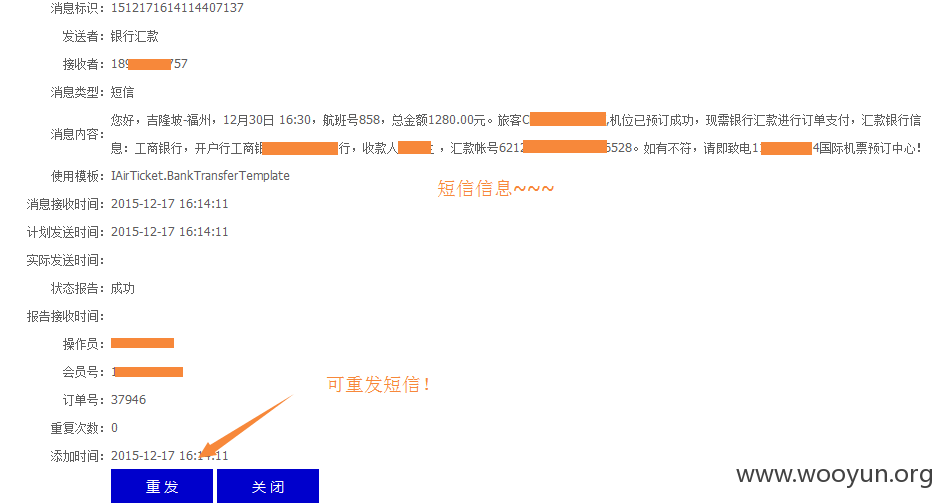 消息标识：1512171614114407137
发送者：银行汇款
接收者：189 757
消息类型：短信
消息内容：您好，吉隆坡-福州，12月30日 16:30，航班号858，总金额1280.00元。旅客C ,机位已预订成功，现需银行汇款进行订单支付，汇款银行信
息：工商银行，开户行工商银 行，收款人 ，汇款帐号6212 6528。如有不符，请即致电1 4国际机票预订中心！
使用模板：IAirTicket.BankTransferTemplate
短信信息~~~
消息接收时间：2015-12-17 16:14:11
计划发送时间：2015-12-17 16:14:11
实际发送时间：
状态报告：成功
报告接收时间：
操作员：
会员号：1
可重发短信！
订单号：37946
重复次数：0
添加时间：2015-12-17 16:14:11
重 发 关 闭
www.wooyun.org